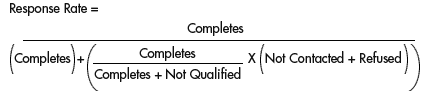 Response Rate =
Completes
(Completes)+(Completes
Completes + Not Qualified X (Not Contacted + Refused))